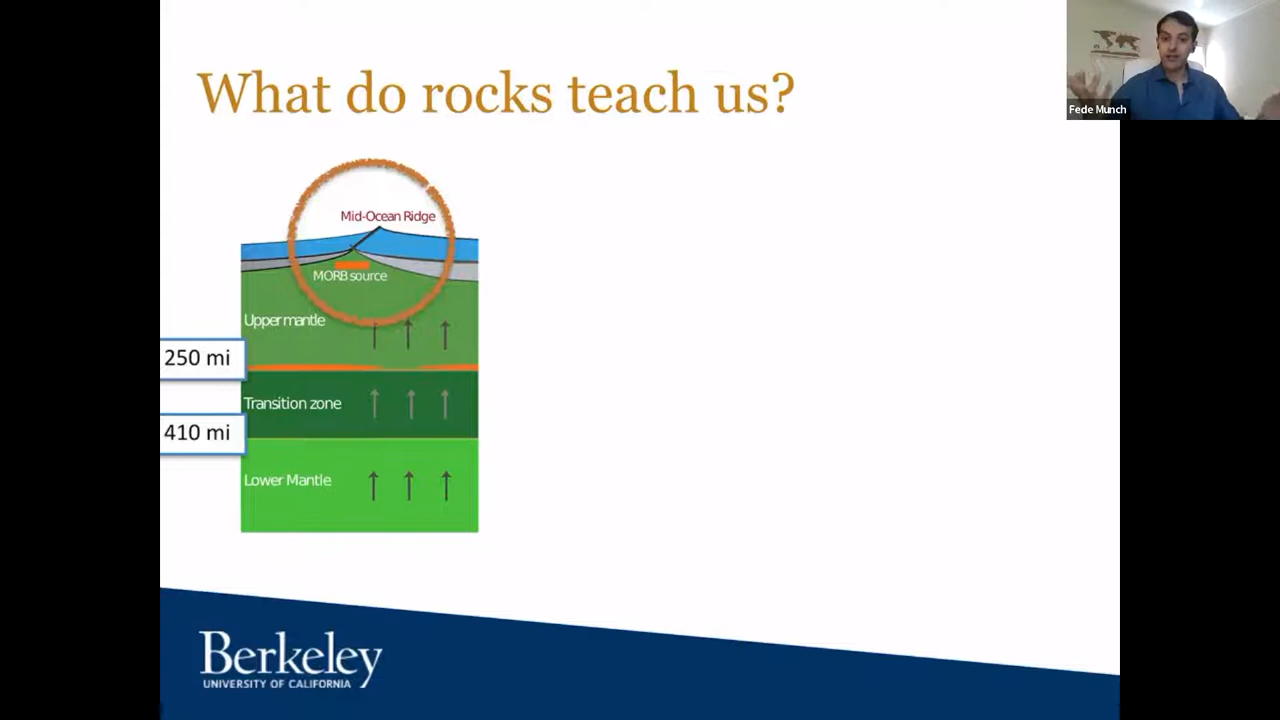 What do rocks teach us?
Fede Munch
Mid-Ocean Ridge
MORB source
Upper mantle
250 mi
Transition zone
410 mi
Lower Mantle
Berkeley
UNIVERSITY OF CALIFORNIA